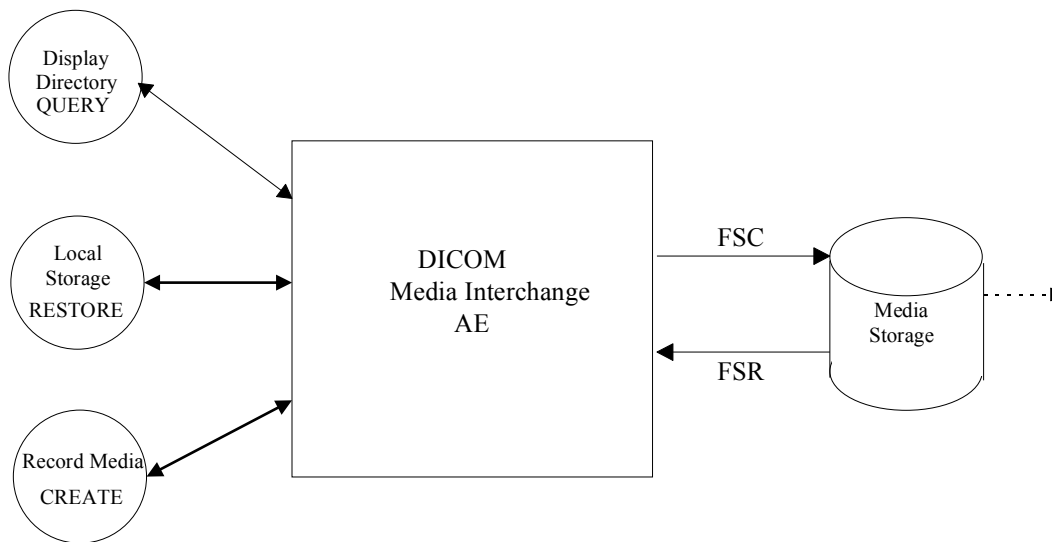 Display
Directory
QUERY
Local
Storage
RESTORE
Record Media
CREATE
DICOM
Media Interchange
AE
FSC
FSR
Media
Storage